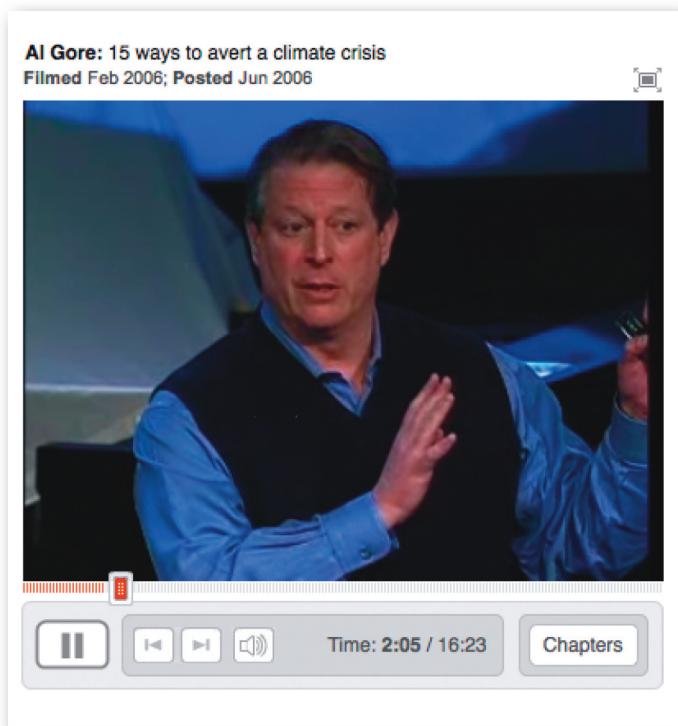 Al Gore: 15 ways to avert a climate crisis
Filmed Feb 2006; Posted Jun 2006
Time: 2:05 / 16:23
Chapters